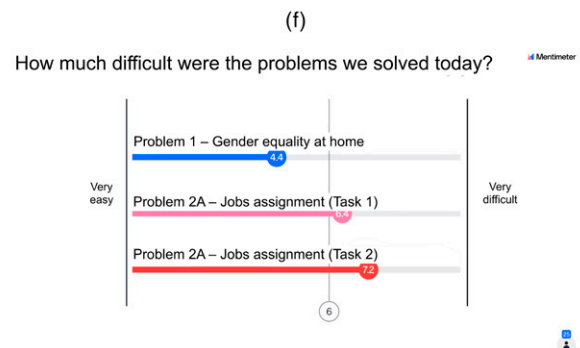 (f)
How much difficult were the problems we solved today?
Mentimeter
Problem 1 – Gender equality at home
4.4
Very
easy
Very
difficult
Problem 2A – Jobs assignment (Task 1)
6.4
Problem 2A – Jobs assignment (Task 2)
7.2
6
25